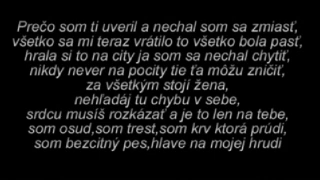 Prečo som ti uveril a nechal som sa zmiasť,
všetko sa mi teraz vrátilo to všetko bola pasť,
hrala si to na city ja som sa nechal chytiť,
nikdy never na pocity tie ťa môžu zničiť,
za všetkým stojí žena,
nehľadáj tu chybu v sebe,
srdcu musíš rozkázať a je to len na tebe,
som osud,som trest,som krv ktorá prúdi,
som bezcitný pes,hlave na mojej hrudi